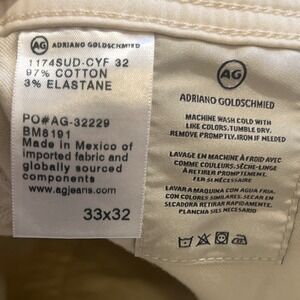 AG
ADRIANO GOLDSCHMIED
1174SUD-CYF 32
97% COTTON
3% ELASTANE
PO#AG-32229
BM8191
Made in Mexico of
imported fabric and
globally sourced
components
www.agjeans.com
33x32
AG
ADRIANO GOLDSCHMIED
MACHINE WASH COLD WITH
LIKE COLORS, TUMBLE DRY.
REMOVE PROMPTLY. IRON IF NEEDED
LAVAGE EN MACHINE À FROID AVEC
COMME COULEURS. SÈCHE-LINGE
À RETIRER PROMPTEMENT.
FER SI NÉCESSAIRE
LAVAR A MAQUINA CON AGUA FRIA.
CON COLORES SIMILARES. SECAR EN
SECADORA RETIRAR RAPIDAMENTE.
PLANCHA SI ES NECESARIO.